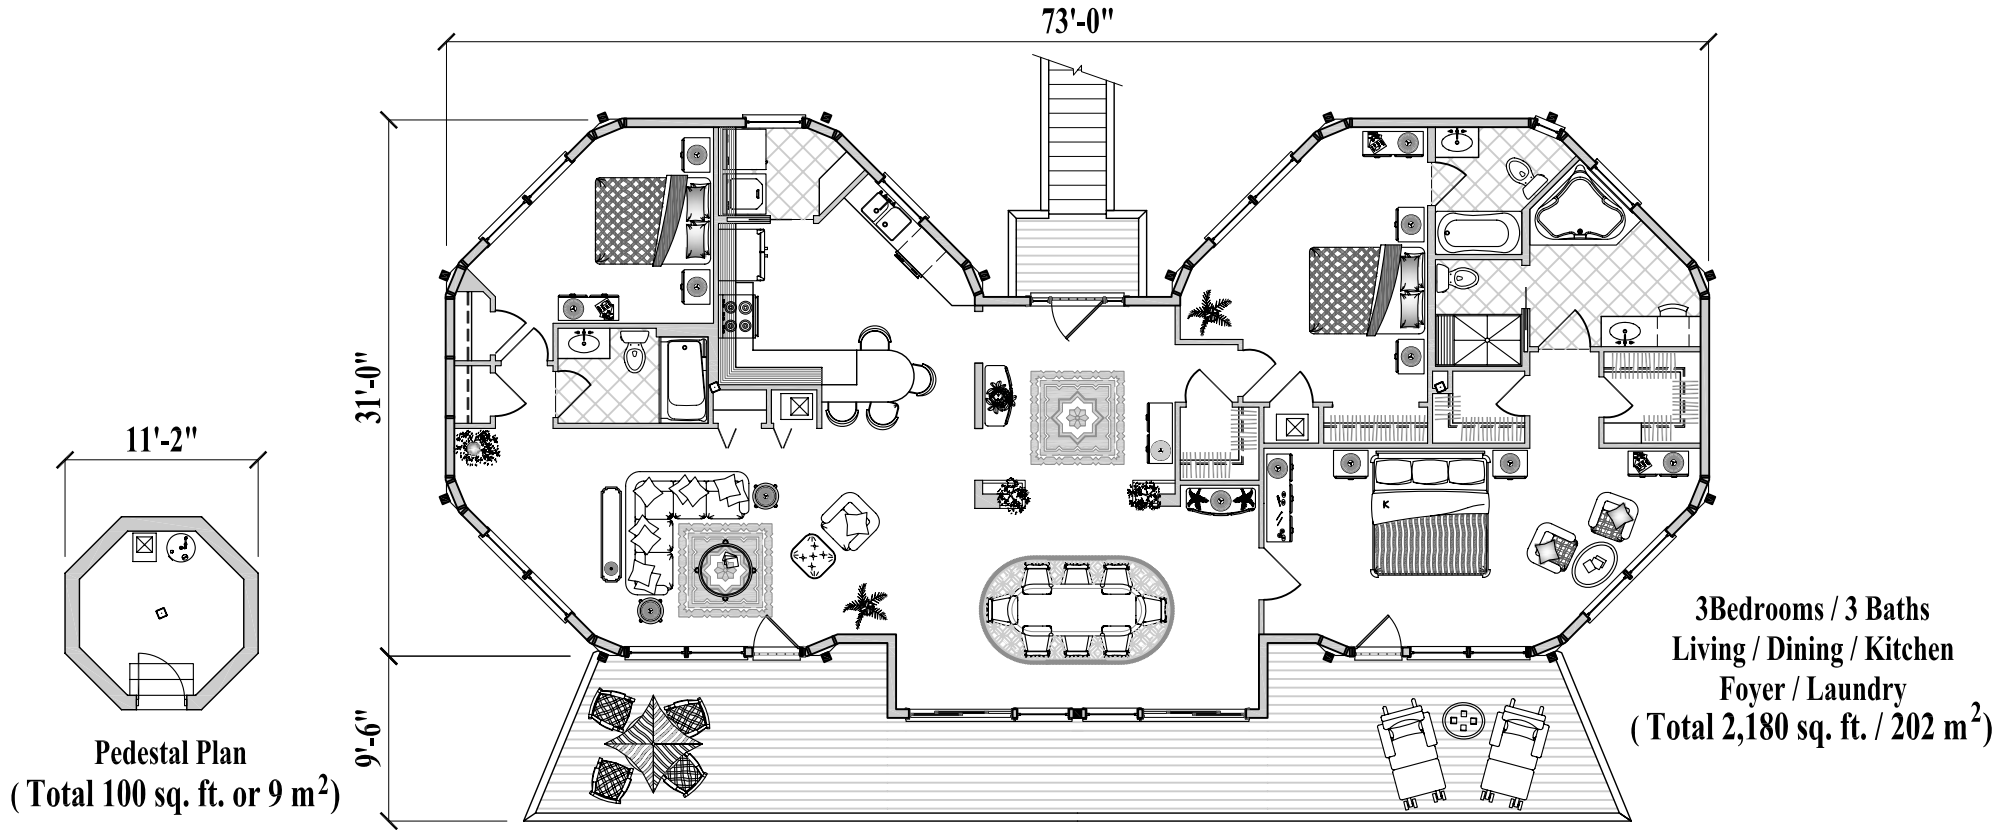 73'-0"
31'-0"
11'-2"
K
3Bedrooms / 3 Baths
Living / Dining / Kitchen
Foyer / Laundry
( Total 2,180 sq. ft. / 202 m²)
9'-6"
Pedestal Plan
( Total 100 sq. ft. or 9 m²)